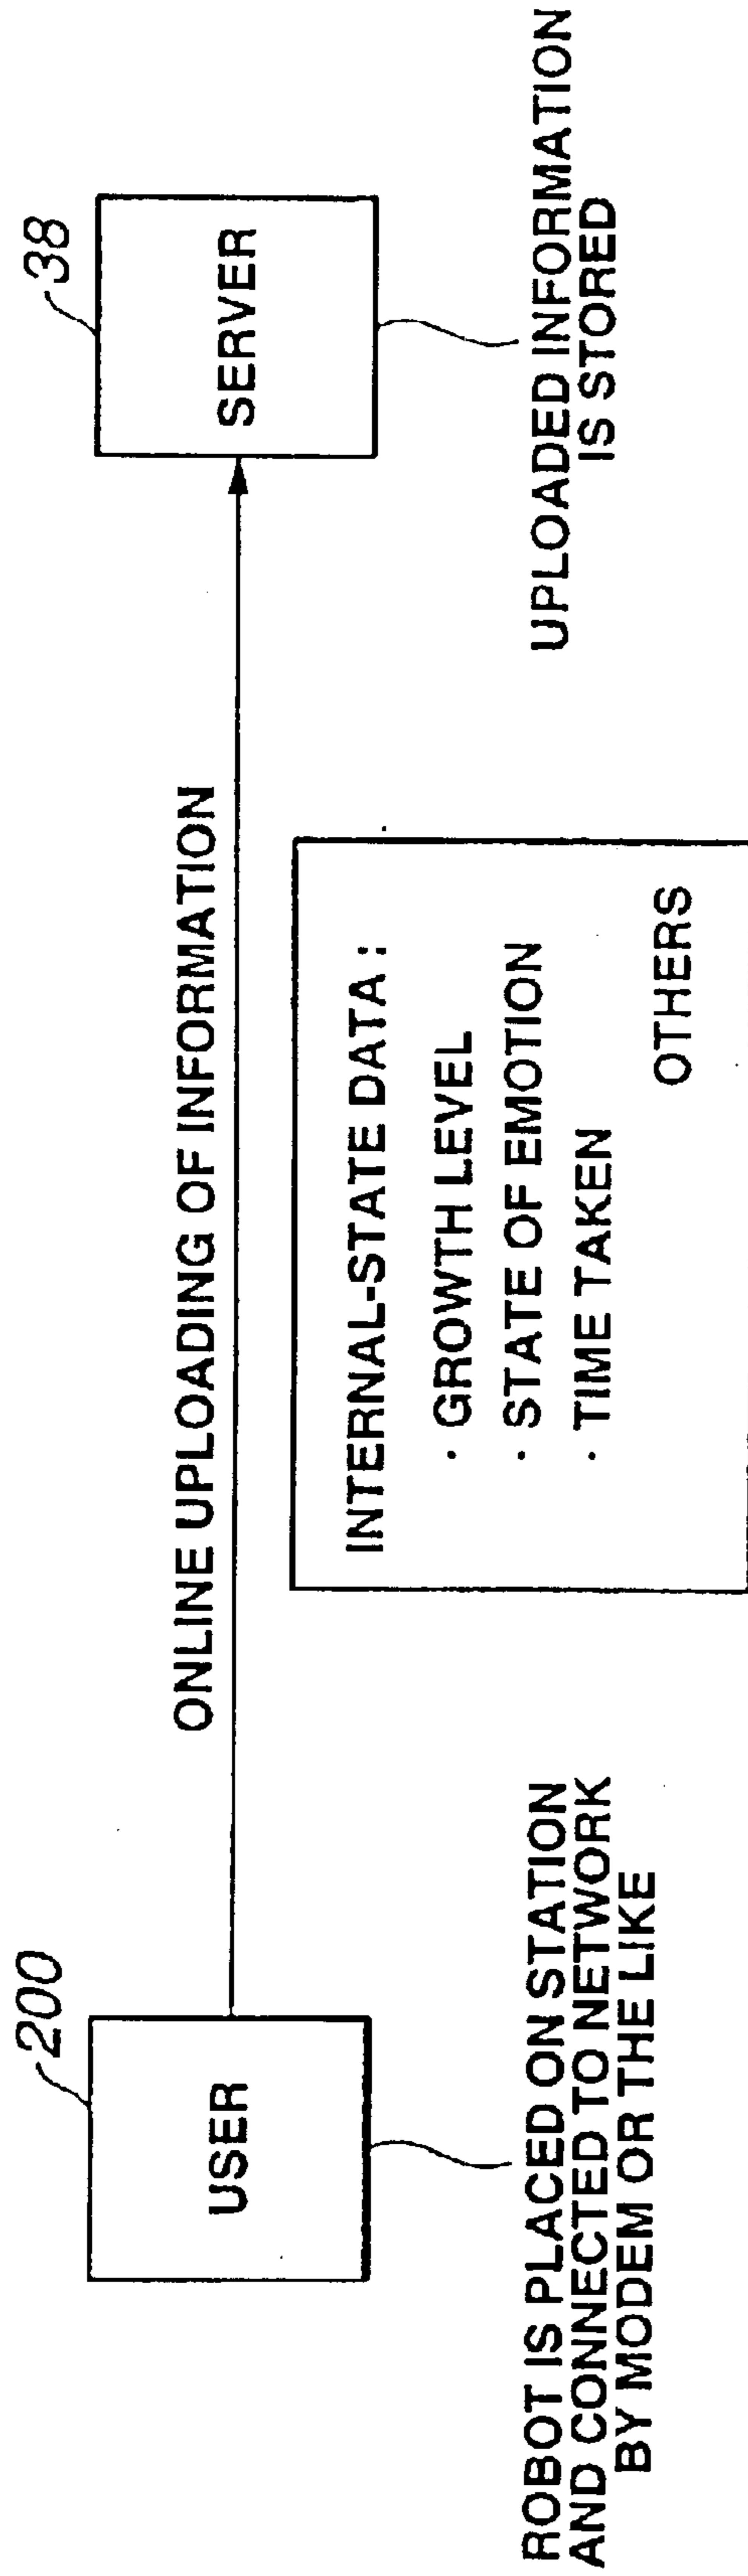 200
USER
ROBOT IS PLACED ON STATION
AND CONNECTED TO NETWORK
BY MODEM OR THE LIKE
ONLINE UPLOADING OF INFORMATION
INTERNAL-STATE DATA :
· GROWTH LEVEL
· STATE OF EMOTION
· TIME TAKEN
OTHERS
38
SERVER
UPLOADED INFORMATION
IS STORED